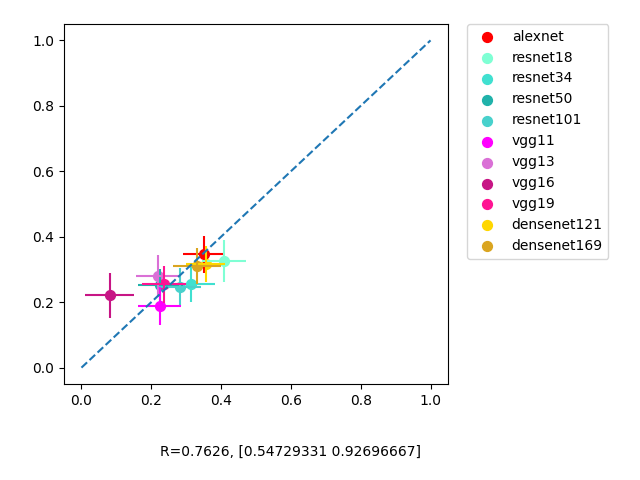 1.0
0.8
0.6
0.4
0.2
0.0
0.0 0.2 0.4 0.6 0.8 1.0
alexnet
resnet18
resnet34
resnet50
resnet101
vgg11
vgg13
vgg16
vgg19
densenet121
densenet169
R=0.7626, [0.54729331 0.92696667]